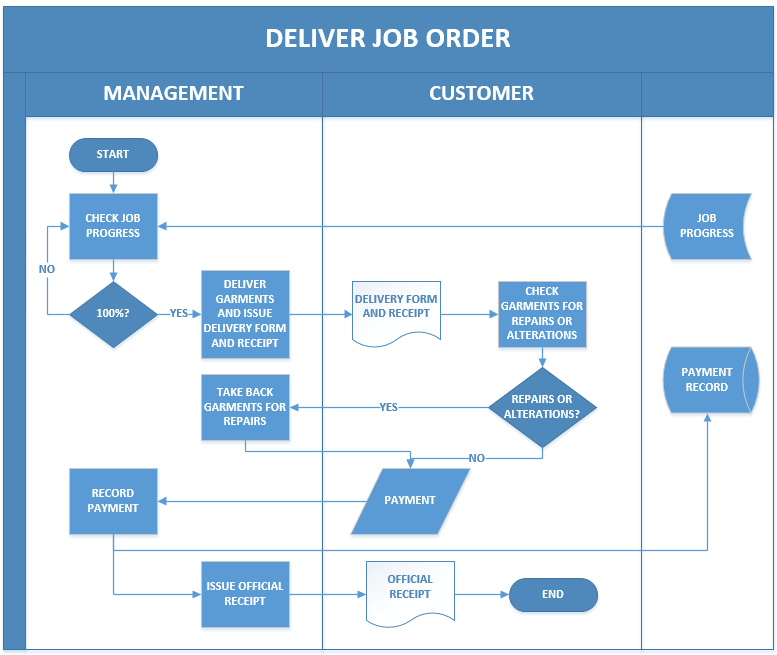 DELIVER JOB ORDER
MANAGEMENT
CUSTOMER
START
CHECK JOB
PROGRESS
JOB
PROGRESS
NO
100%?
YES
DELIVER
GARMENTS
AND ISSUE
DELIVERY FORM
AND RECEIPT
DELIVERY FORM
AND RECEIPT
CHECK
GARMENTS FOR
REPAIRS OR
ALTERATIONS
PAYMENT
RECORD
TAKE BACK
GARMENTS FOR
REPAIRS
YES
REPAIRS OR
ALTERATIONS?
NO
RECORD
PAYMENT
PAYMENT
ISSUE OFFICIAL
RECEIPT
OFFICIAL
RECEIPT
END